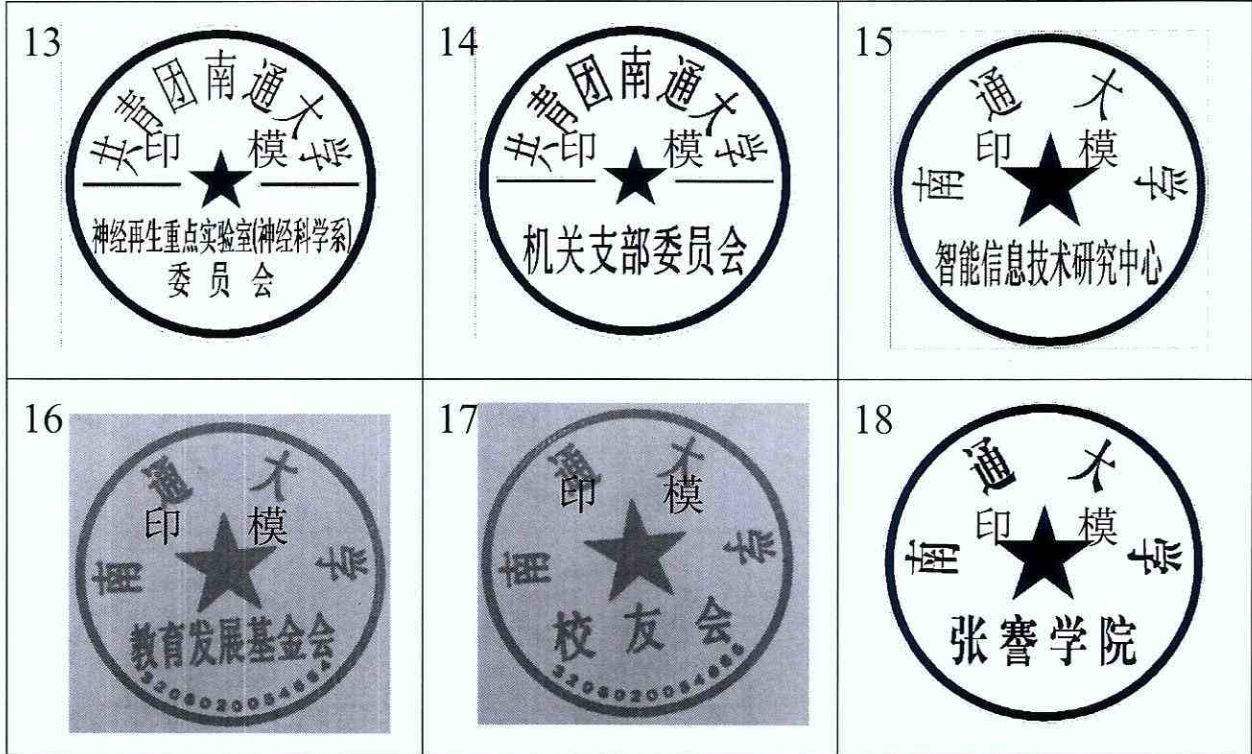 13
共青团南通大学
印 模
神经再生重点实验室(神经科学系)
委员会
14
共青团南通大学
印 模
机关支部委员会
15
南通大学
印 模
智能信息技术研究中心
16
南通大学
印 模
教育发展基金会
17
南通大学
印 模
校友会
18
南通大学
印 模
张謇学院